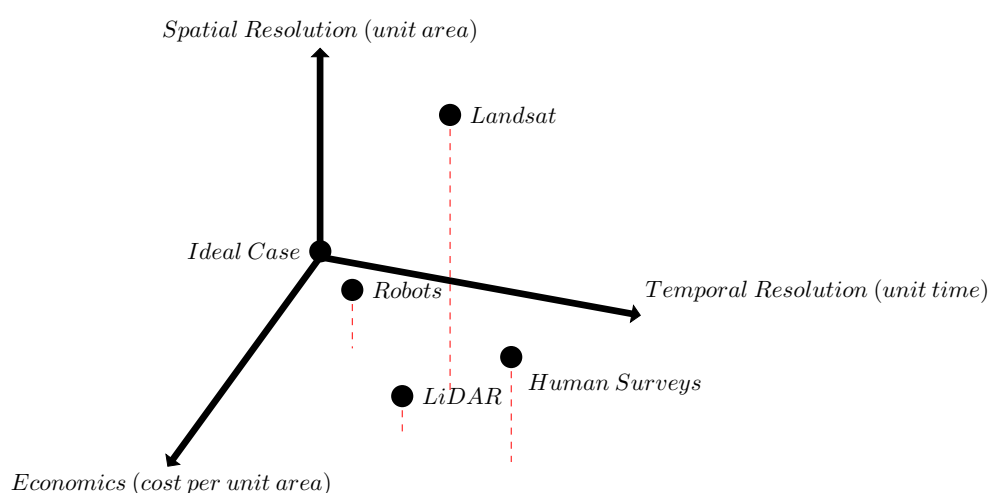 Spatial Resolution (unit area)
Landsat
Ideal Case
Robots
Temporal Resolution (unit time)
Human Surveys
LiDAR
Economics (cost per unit area)